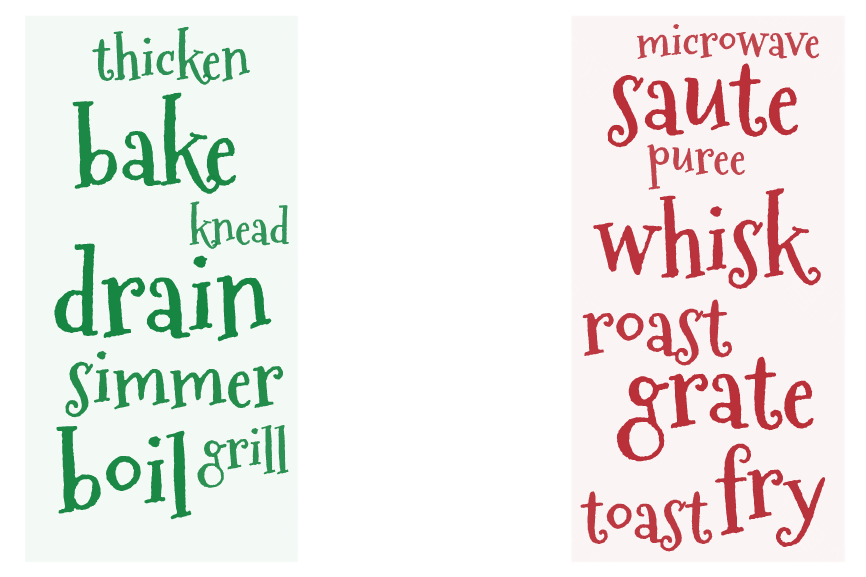 thicken
bake
knead
drain
simmer
boil grill
microwave
saute
puree
whisk
roast
grate
toast fry